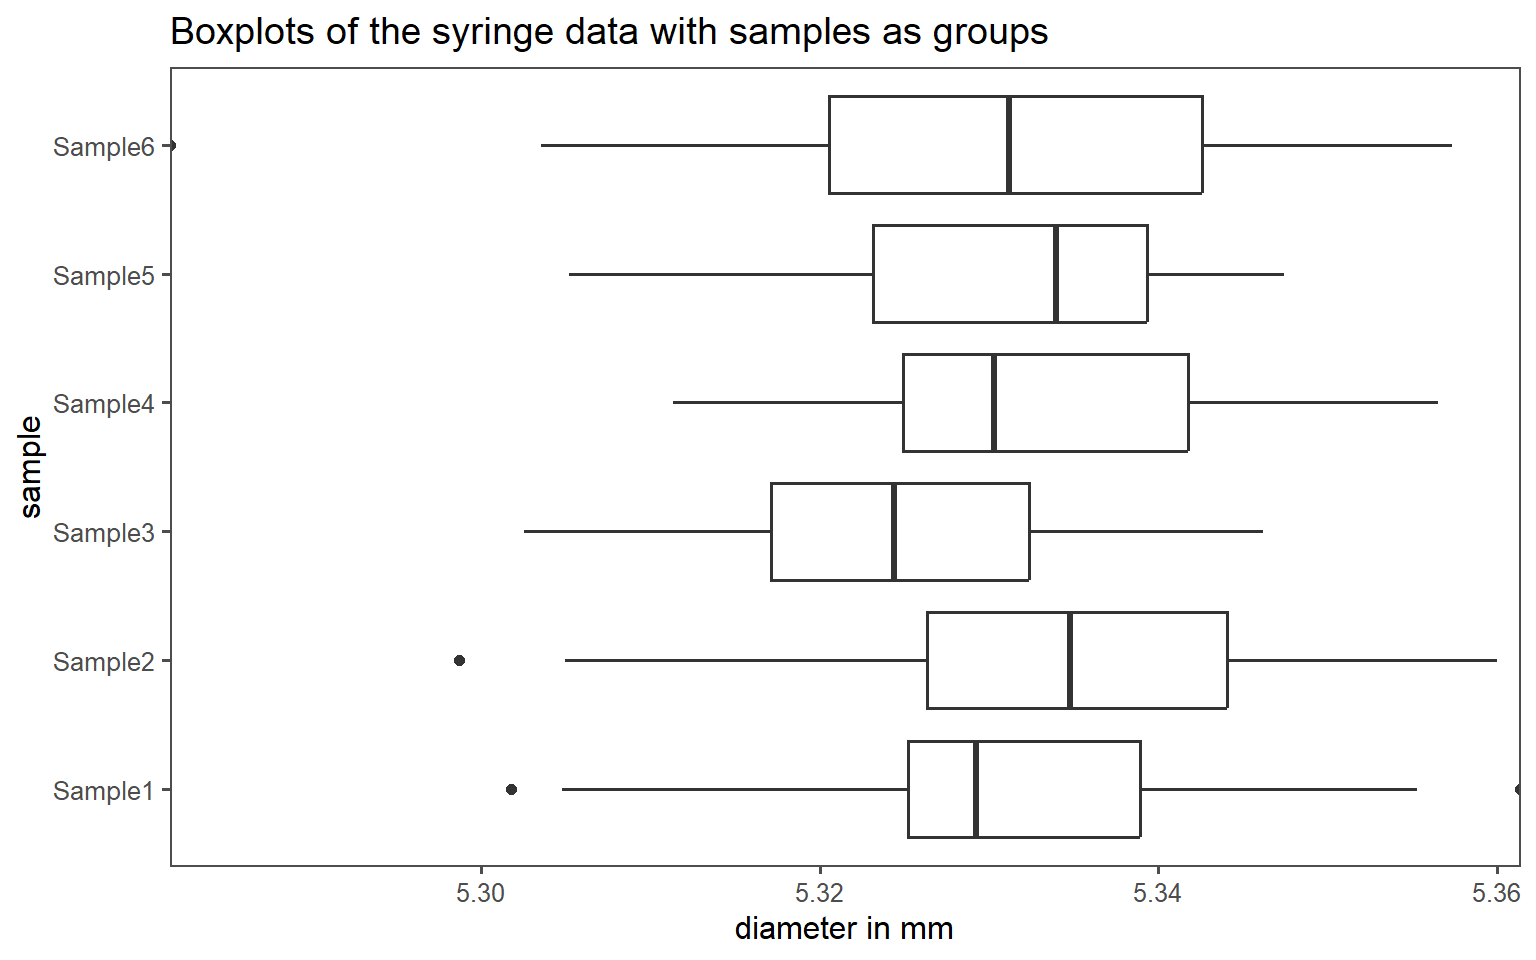 Boxplots of the syringe data with samples as groups
Sample6
Sample5
Sample4
Sample3
Sample2
Sample1
sample
5.30 5.32 5.34 5.36
diameter in mm